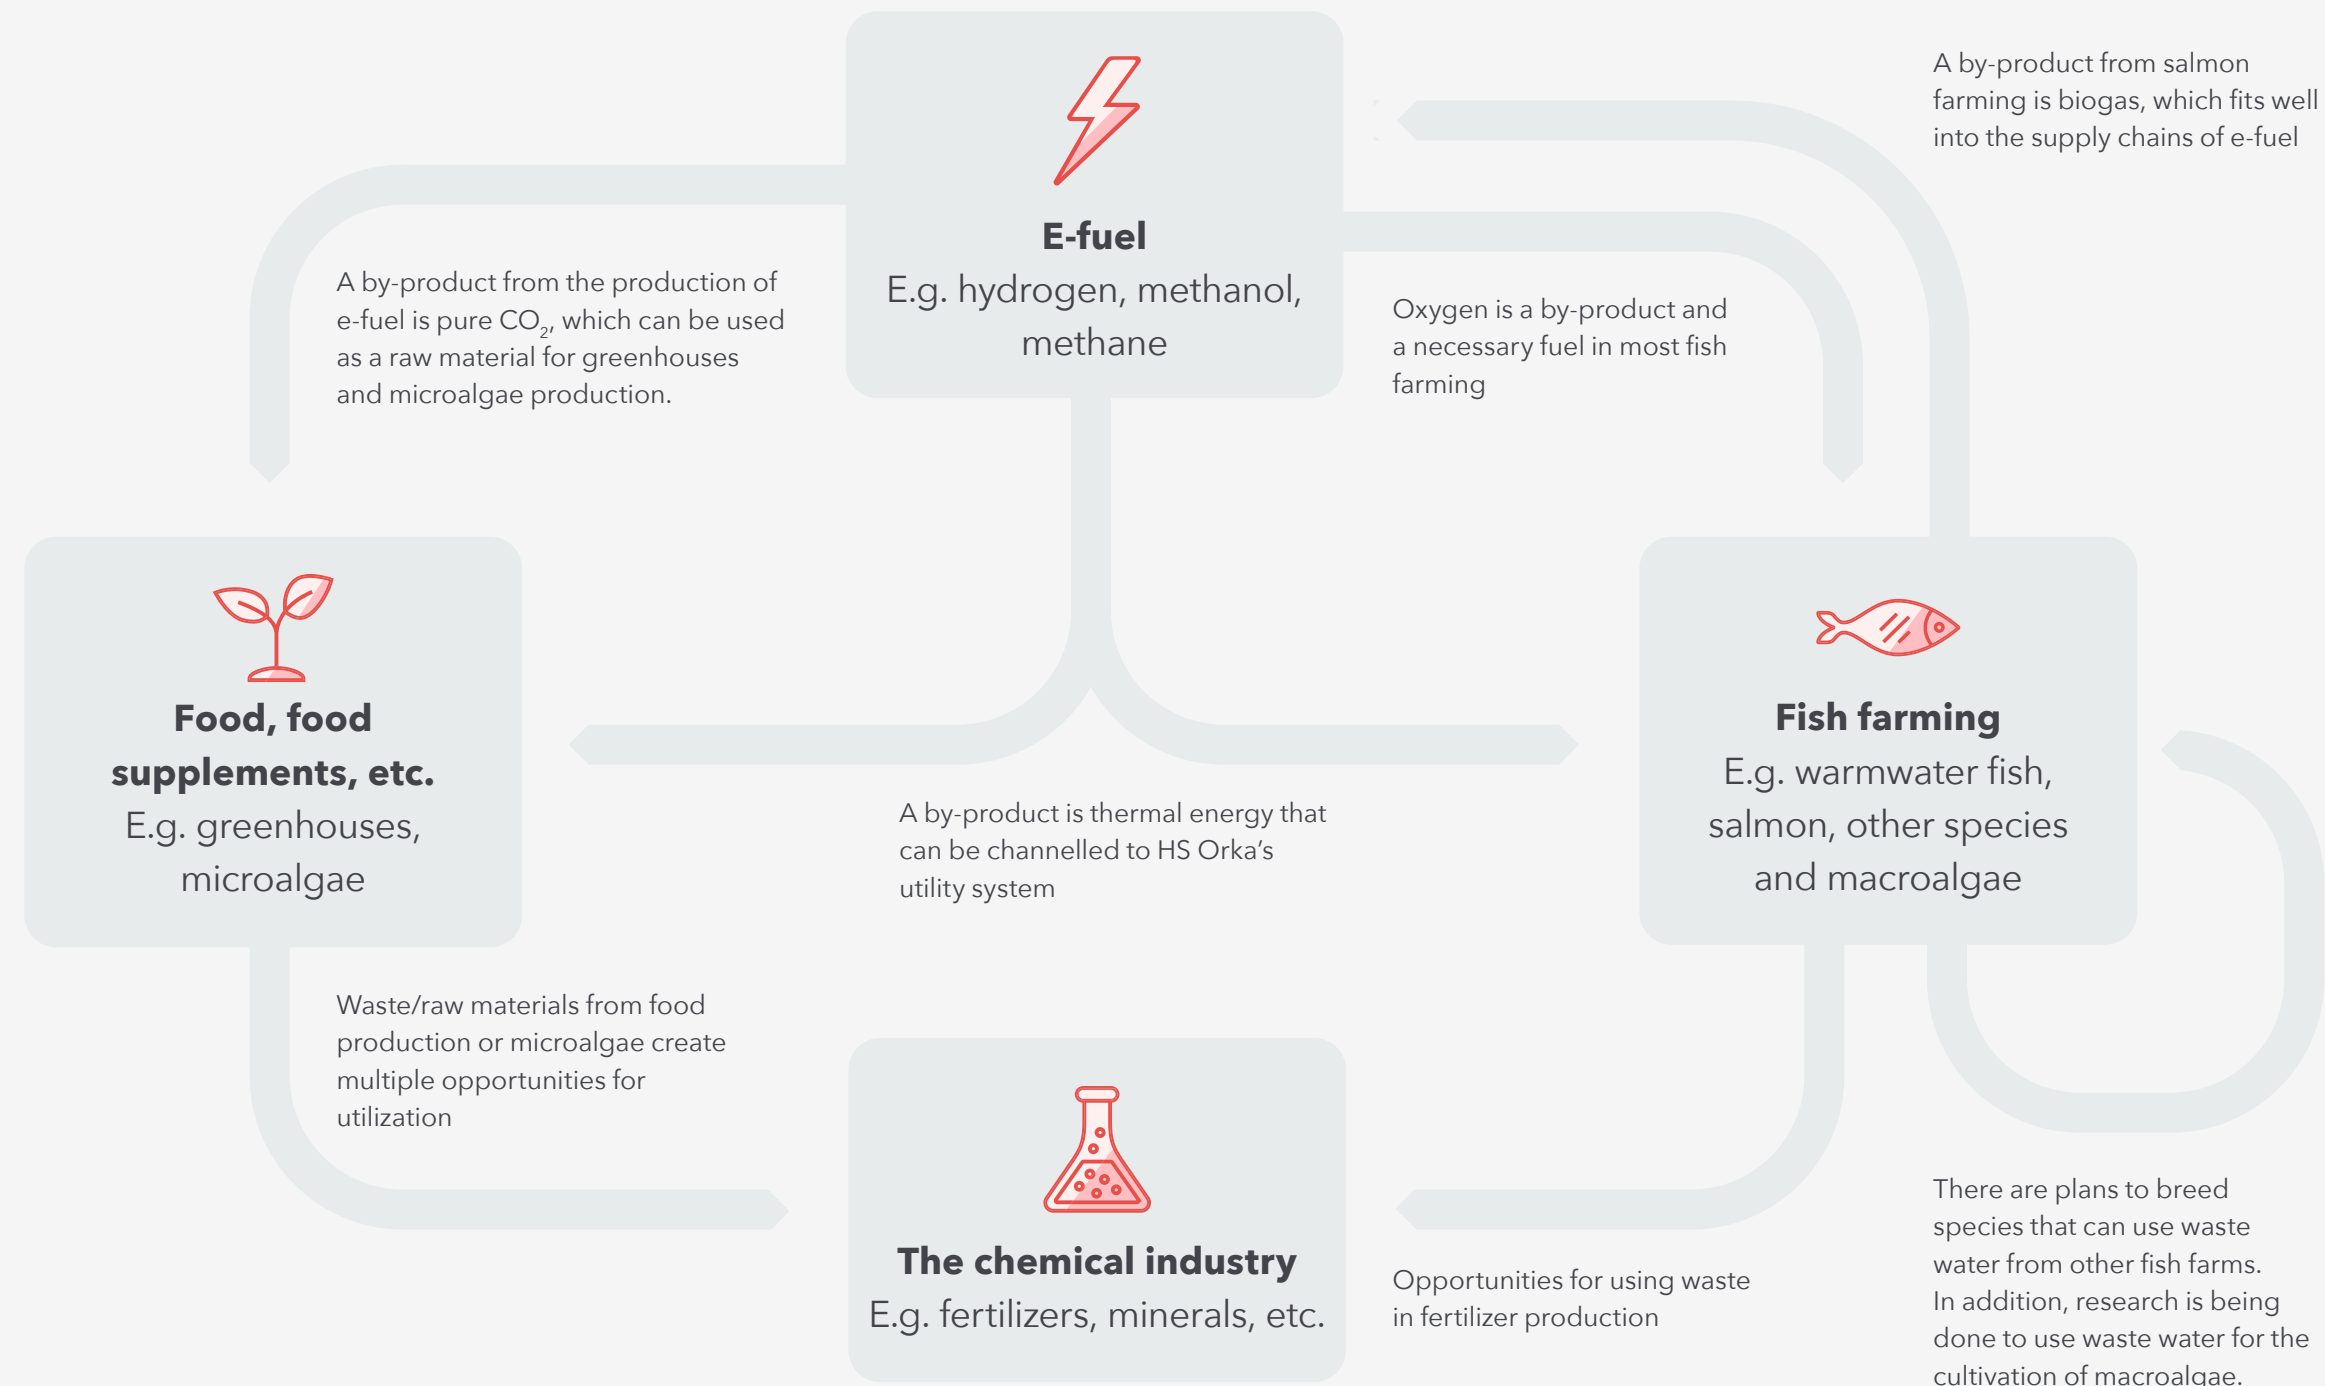 E-fuel
E.g. hydrogen, methanol,
methane
A by-product from salmon
farming is biogas, which fits well
into the supply chains of e-fuel
A by-product from the production of
e-fuel is pure CO₂, which can be used
as a raw material for greenhouses
and microalgae production.
Oxygen is a by-product and
a necessary fuel in most fish
farming
Food, food
supplements, etc.
E.g. greenhouses,
microalgae
A by-product is thermal energy that
can be channelled to HS Orka’s
utility system
Fish farming
E.g. warmwater fish,
salmon, other species
and macroalgae
Waste/raw materials from food
production or microalgae create
multiple opportunities for
utilization
The chemical industry
E.g. fertilizers, minerals, etc.
Opportunities for using waste
in fertilizer production
There are plans to breed
species that can use waste
water from other fish farms.
In addition, research is being
done to use waste water for the
cultivation of macroalgae.